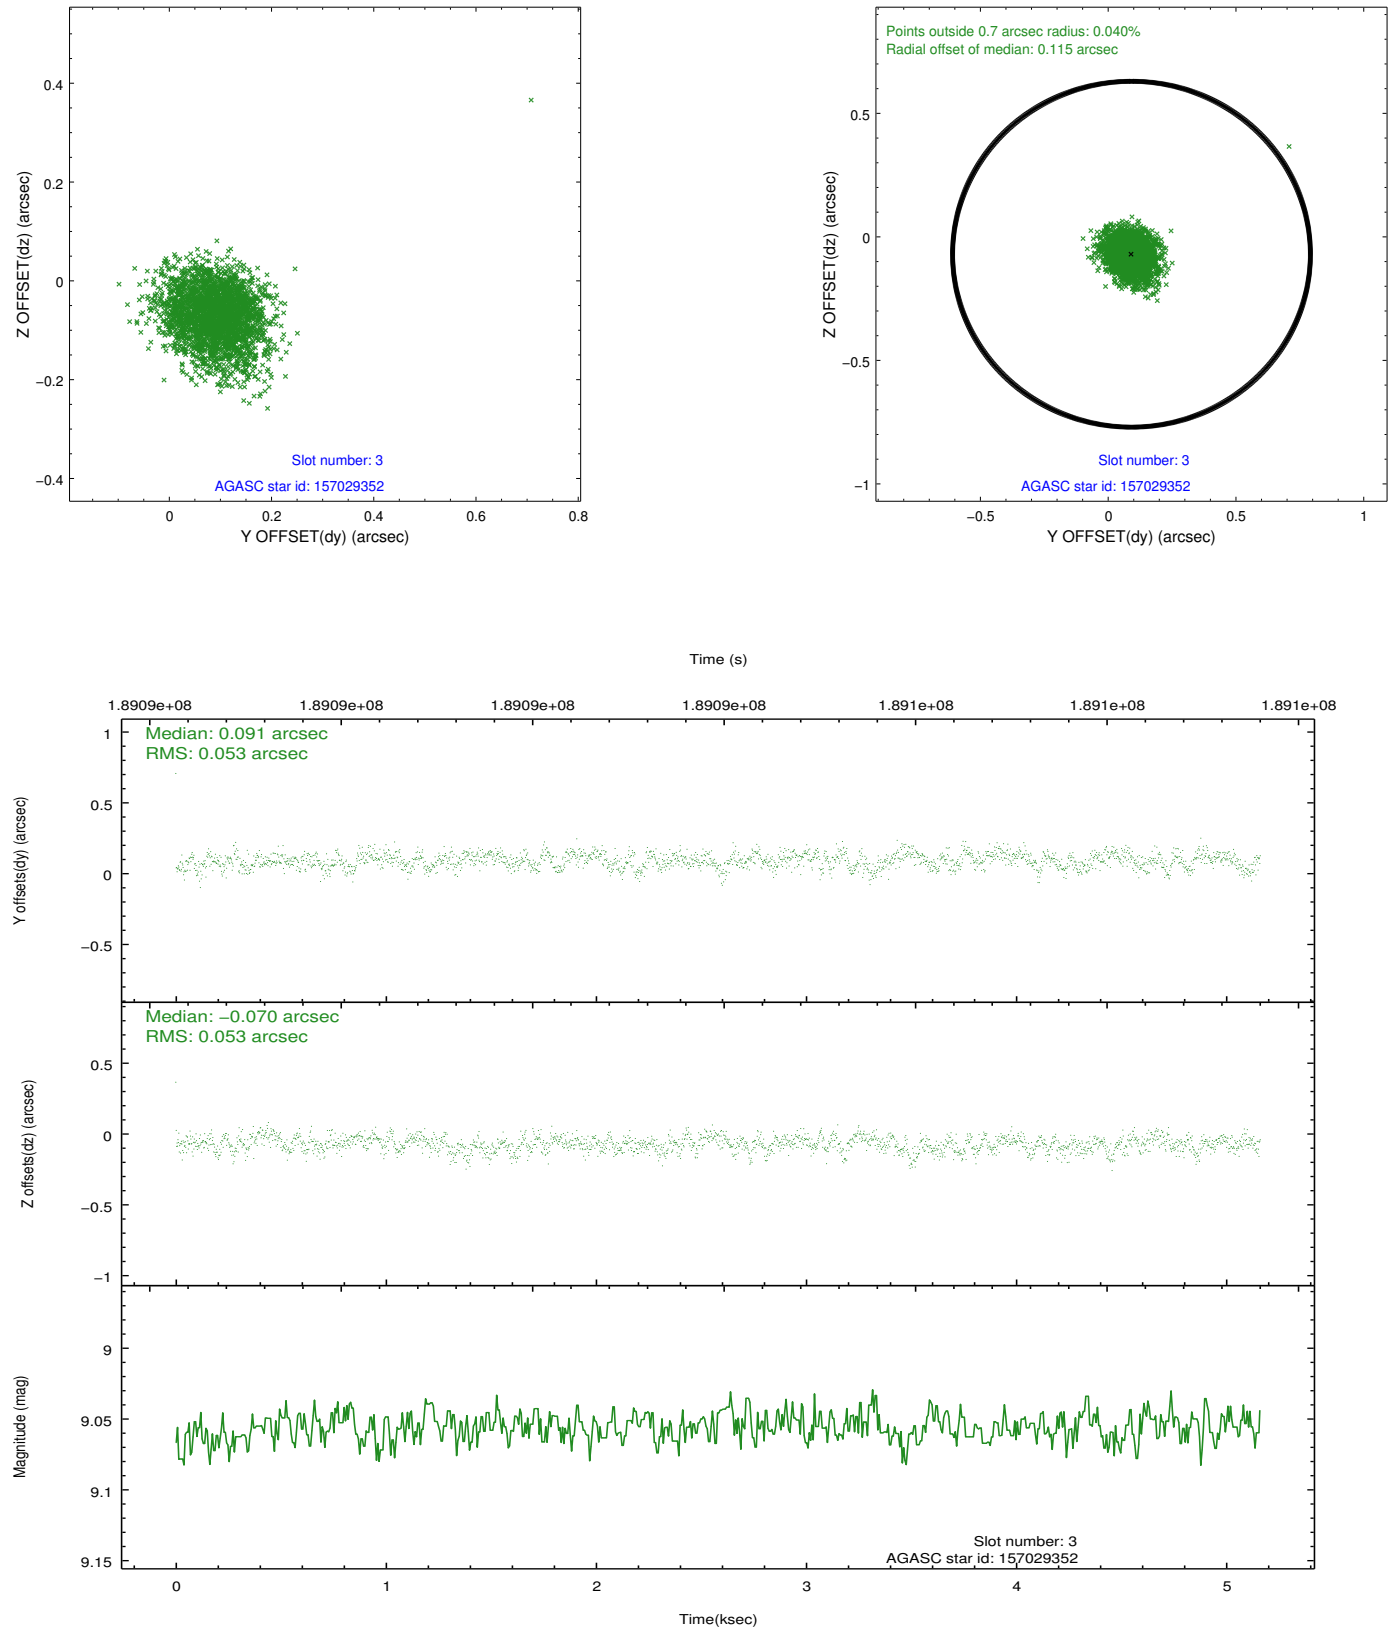 0.4
0.2
0
−0.2
−0.4
Z OFFSET(dz) (arcsec)
Slot number: 3
AGASC star id: 157029352
0 0.2 0.4 0.6 0.8
Y OFFSET(dy) (arcsec)
Points outside 0.7 arcsec radius: 0.040%
Radial offset of median: 0.115 arcsec
0.5
0
−0.5
−1
Z OFFSET(dz) (arcsec)
Slot number: 3
AGASC star id: 157029352
−0.5 0 0.5 1
Y OFFSET(dy) (arcsec)
Time (s)
1.8909e+08 1.8909e+08 1.8909e+08 1.8909e+08 1.891e+08 1.891e+08 1.891e+08
Median: 0.091 arcsec
RMS: 0.053 arcsec
1
0.5
0
−0.5
Y offsets(dy) (arcsec)
Median: −0.070 arcsec
RMS: 0.053 arcsec
0.5
0
−0.5
−1
Z offsets(dz) (arcsec)
9
9.05
9.1
9.15
Magnitude (mag)
Slot number: 3
AGASC star id: 157029352
0 1 2 3 4 5
Time(ksec)